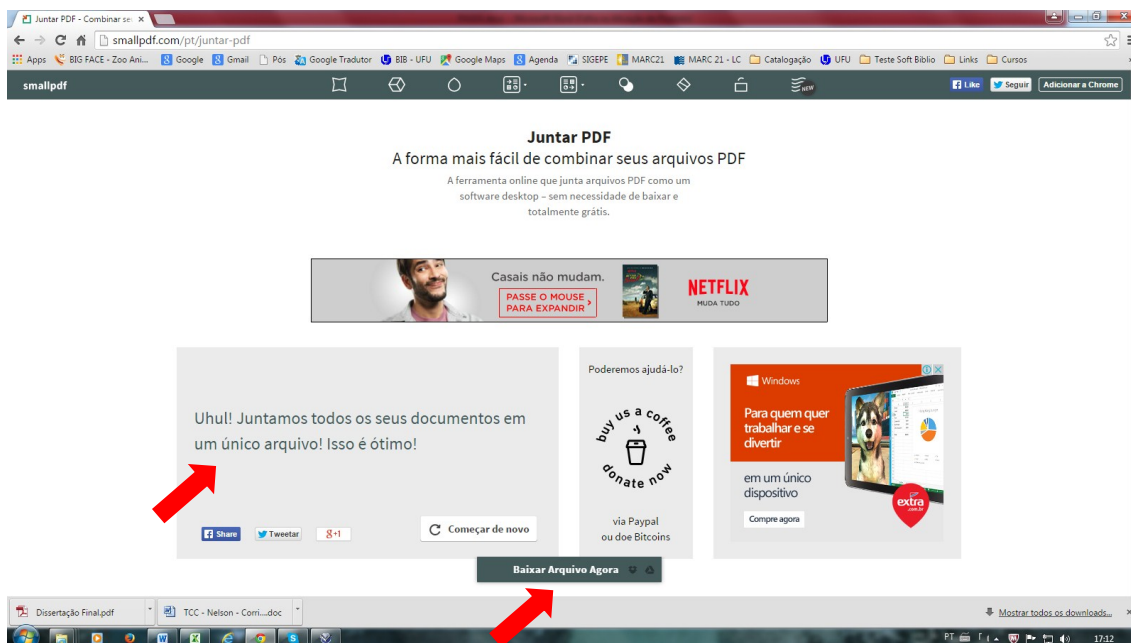 Juntar PDF - Combinar se
smallpdf.com/pt/juntar-pdf
Apps BIG FACE - Zoo Ani... Google Gmail Pós Google Tradutor BIB - UFU Google Maps Agenda SIGEPE MARC21 MARC 21 - LC Catalogação UFU Teste Soft Biblio Links Cursos
smallpdf NEW Like Seguir Adicionar a Chrome
Juntar PDF
A forma mais fácil de combinar seus arquivos PDF
A ferramenta online que junta arquivos PDF como um
software desktop – sem necessidade de baixar e
totalmente grátis.
Casais não mudam.
PASSE O MOUSE
PARA EXPANDIR
NETFLIX
MUDA TUDO
Uhul! Juntamos todos os seus documentos em
um único arquivo! Isso é ótimo!
Share Tweetar g+1
Começar de novo
Poderemos ajudá-lo?
buy us a coffee
donate now
via Paypal
ou doe Bitcoins
Windows
Para quem quer
trabalhar e se
divertir
em um único
dispositivo
Compre agora
extra
.com.br
Baixar Arquivo Agora
Dissertação Final.pdf TCC - Nelson - Corri....doc Mostrar todos os downloads...
PT 17:12